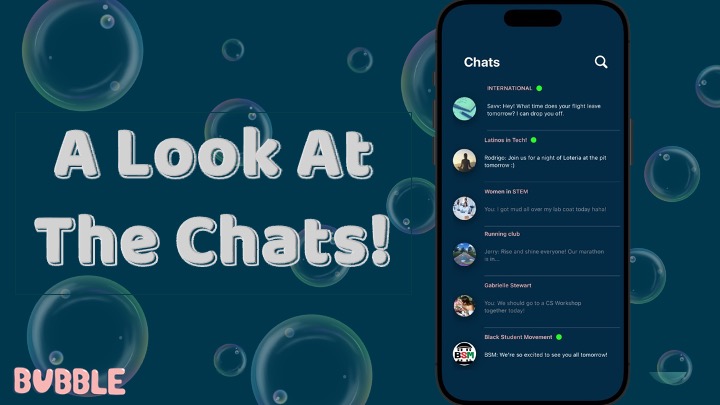 A Look At
The Chats!
BUBBLE
Chats
INTERNATIONAL
Savv: Hey! What time does your flight leave
tomorrow? I can drop you off.
Latinos in Tech!
Rodrigo: Join us for a night of Loteria at the pit
tomorrow :)
Women in STEM
You: I got mud all over my lab coat today haha!
Running club
Jerry: Rise and shine everyone! Our marathon
is in...
Gabrielle Stewart
You: We should go to a CS Workshop
together today!
Black Student Movement
BSM: We're so excited to see you all tomorrow!
BSM